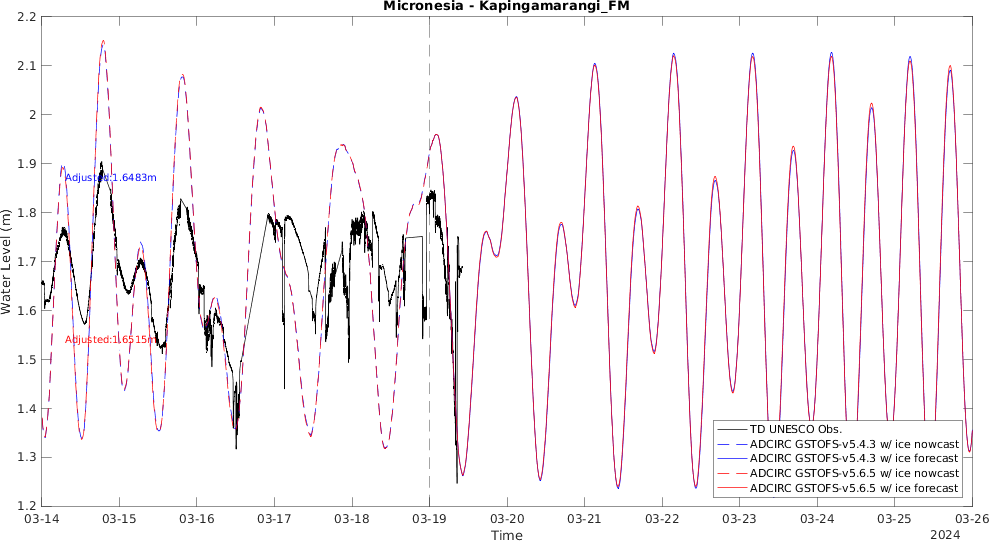 Micronesia - Kapingamarangi_FM
Water Level (m)
2.2
2.1
2
1.9
1.8
1.7
1.6
1.5
1.4
1.3
1.2
Adjusted:1.6483m
Adjusted:1.6515m
TD UNESCO Obs.
ADCIRC GSTOFS-v5.4.3 w/ ice nowcast
ADCIRC GSTOFS-v5.4.3 w/ ice forecast
ADCIRC GSTOFS-v5.6.5 w/ ice nowcast
ADCIRC GSTOFS-v5.6.5 w/ ice forecast
03-14 03-15 03-16 03-17 03-18 03-19 03-20 03-21 03-22 03-23 03-24 03-25 03-26
Time
2024